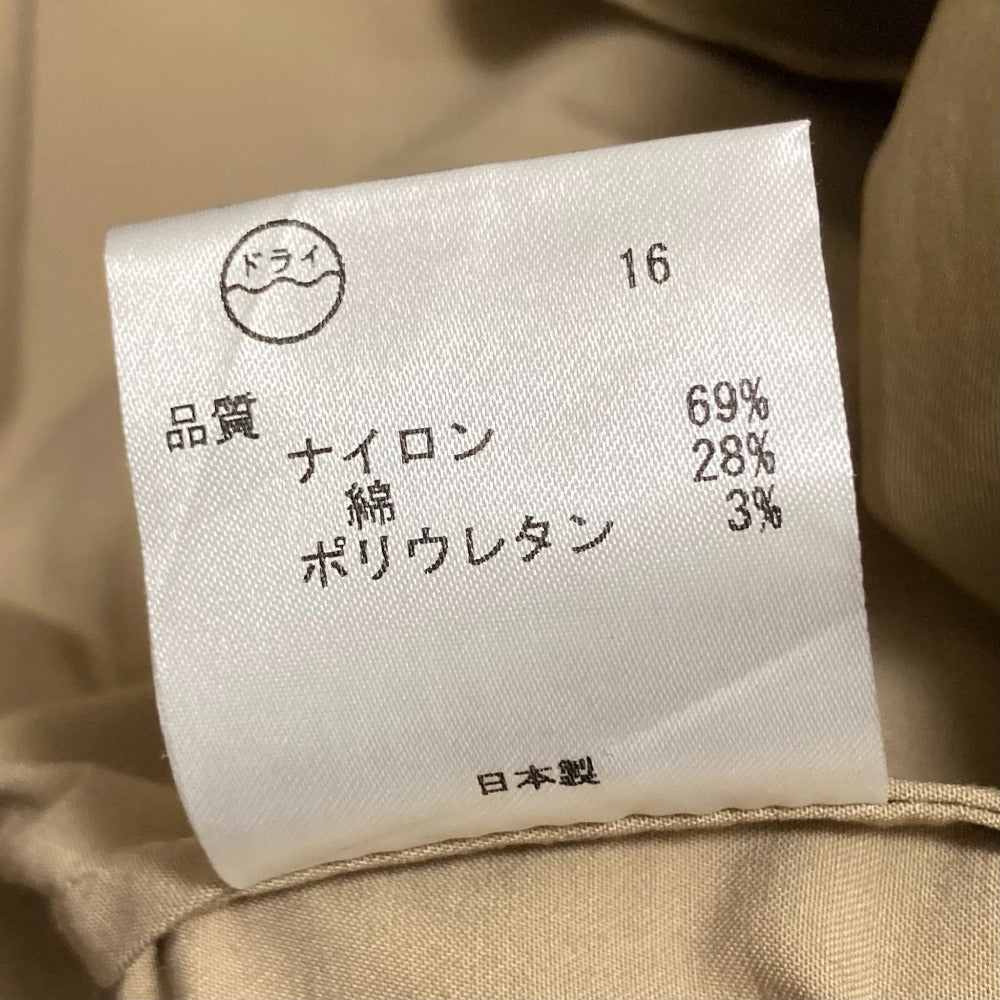 ドライ
16
品質
ナイロン 69%
綿 28%
ポリウレタン 3%
日本製